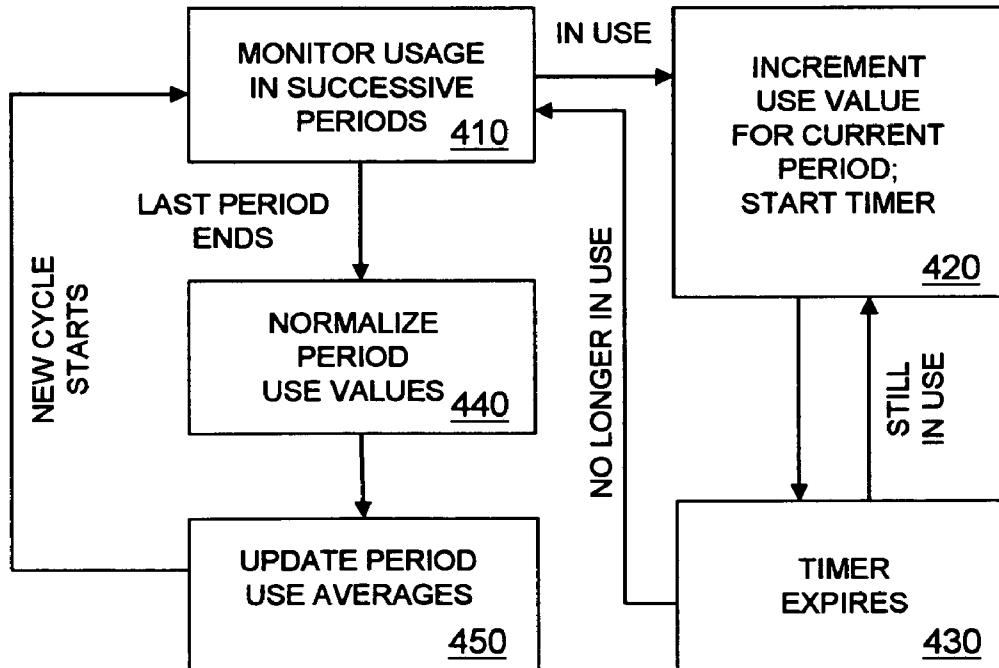 MONITOR USAGE
IN SUCCESSIVE
PERIODS
410
IN USE
INCREMENT
USE VALUE
FOR CURRENT
PERIOD;
START TIMER
420
LAST PERIOD
ENDS
NEW CYCLE
STARTS
NORMALIZE
PERIOD
USE VALUES
440
NO LONGER IN USE
STILL
IN USE
UPDATE PERIOD
USE AVERAGES
450
TIMER
EXPIRES
430